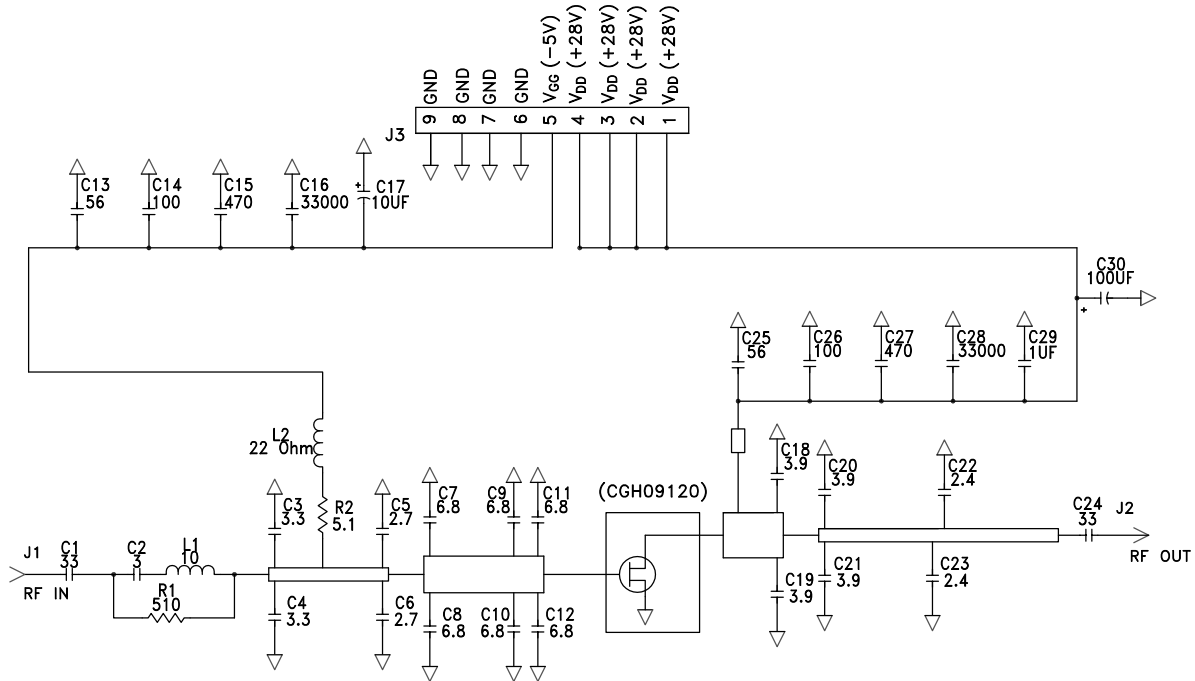 GND
GND
GND
GND
VGG (−5V)
VDD (+28V)
VDD (+28V)
VDD (+28V)
VDD (+28V)
J3
9 8 7 6 5 4 3 2 1
C13
56
C14
100
C15
470
C16
33000
+
C17
10UF
C30
100UF
+
C25
56
C26
100
C27
470
C28
33000
C29
1UF
L2
22 Ohm
R2
5.1
C3
3.3
C5
2.7
C7
6.8
C9
6.8
C11
6.8
(CGH09120)
C18
3.9
C20
3.9
C22
2.4
C24
33
J2
RF OUT
J1
RF IN
C1
33
C2
3
L1
10
R1
510
C4
3.3
C6
2.7
C8
6.8
C10
6.8
C12
6.8
C19
3.9
C21
3.9
C23
2.4